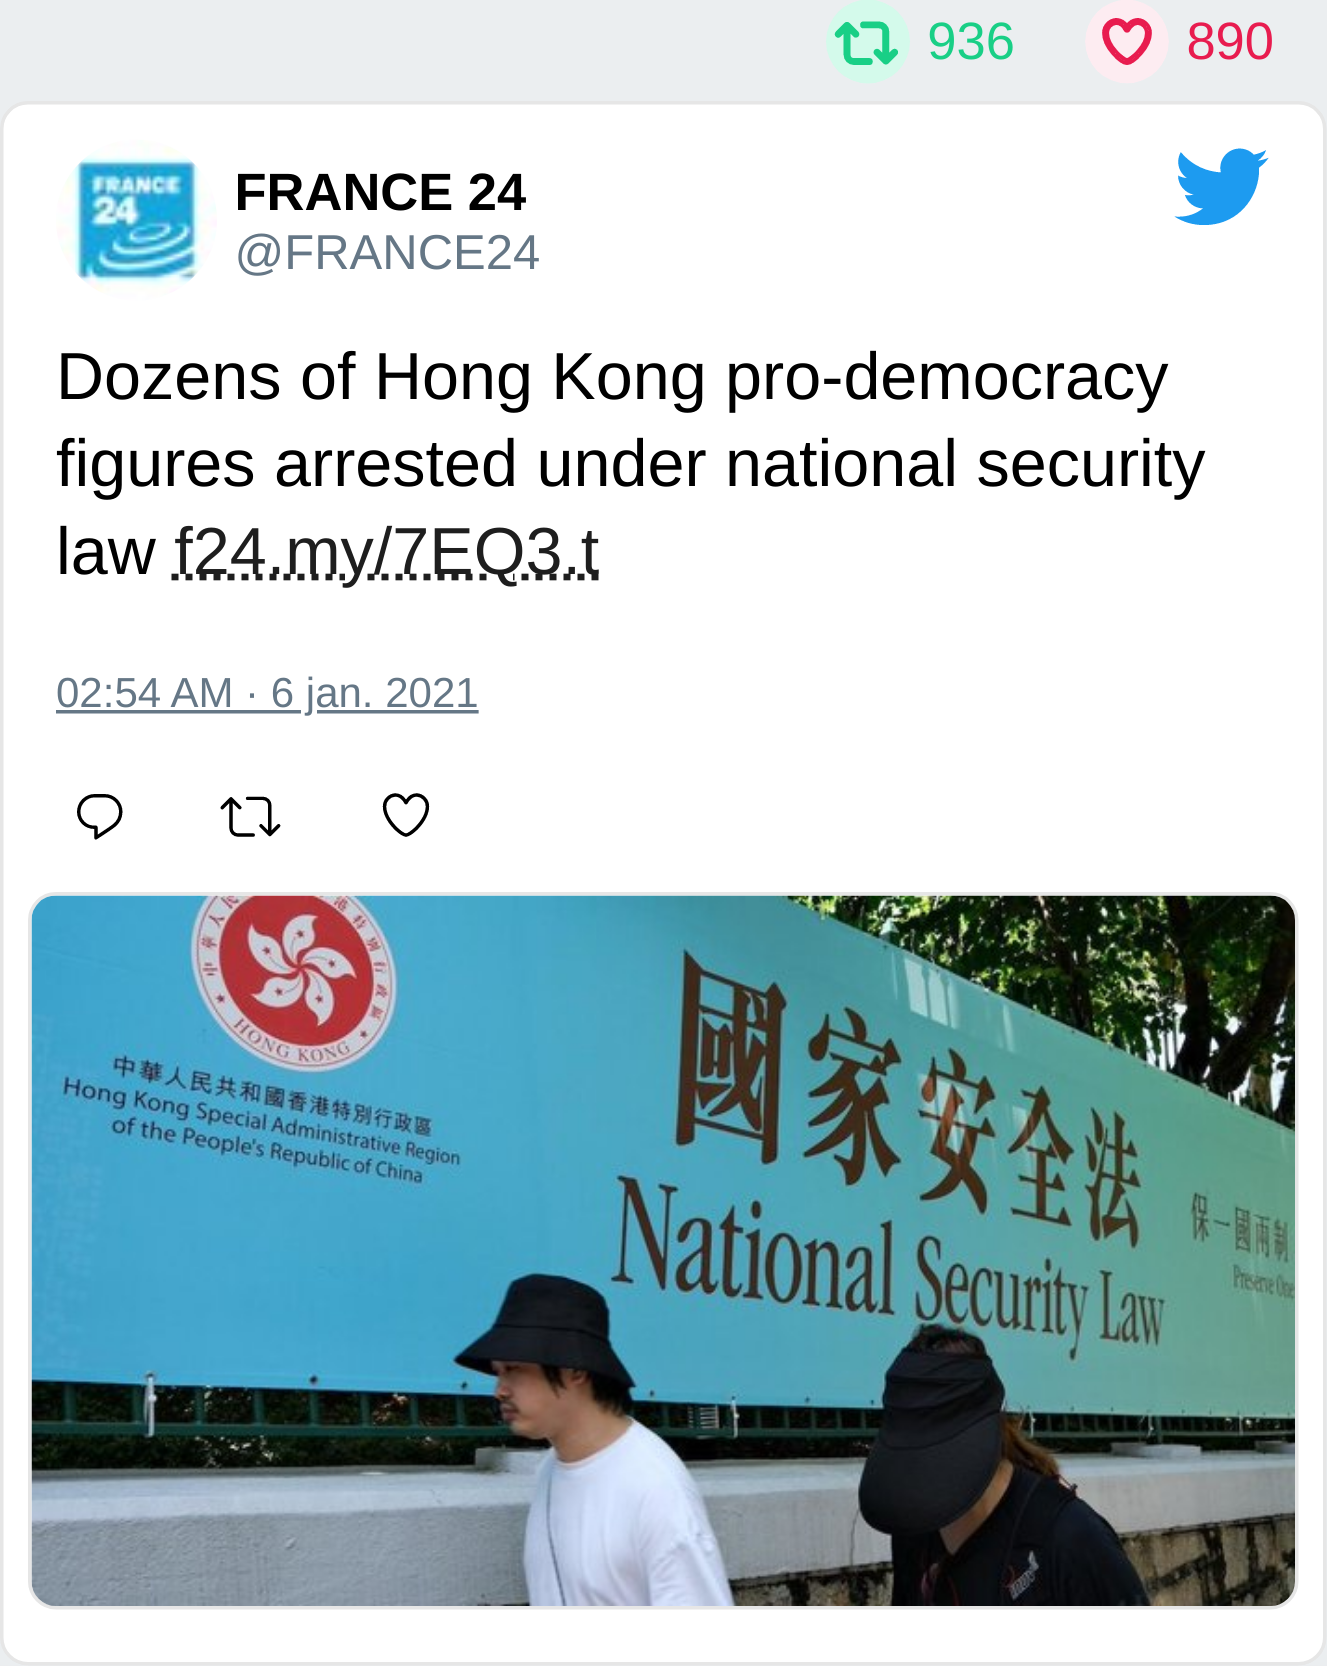 936 890
FRANCE
24
FRANCE 24
@FRANCE24
Dozens of Hong Kong pro-democracy
figures arrested under national security
law f24.my/7EQ3.t
02:54 AM · 6 jan. 2021
HONG KONG
中華人民共和國香港特別行政區
Hong Kong Special Administrative Region
of the People's Republic of China
國家安全法
National Security Law
保一國兩制
Preserve One